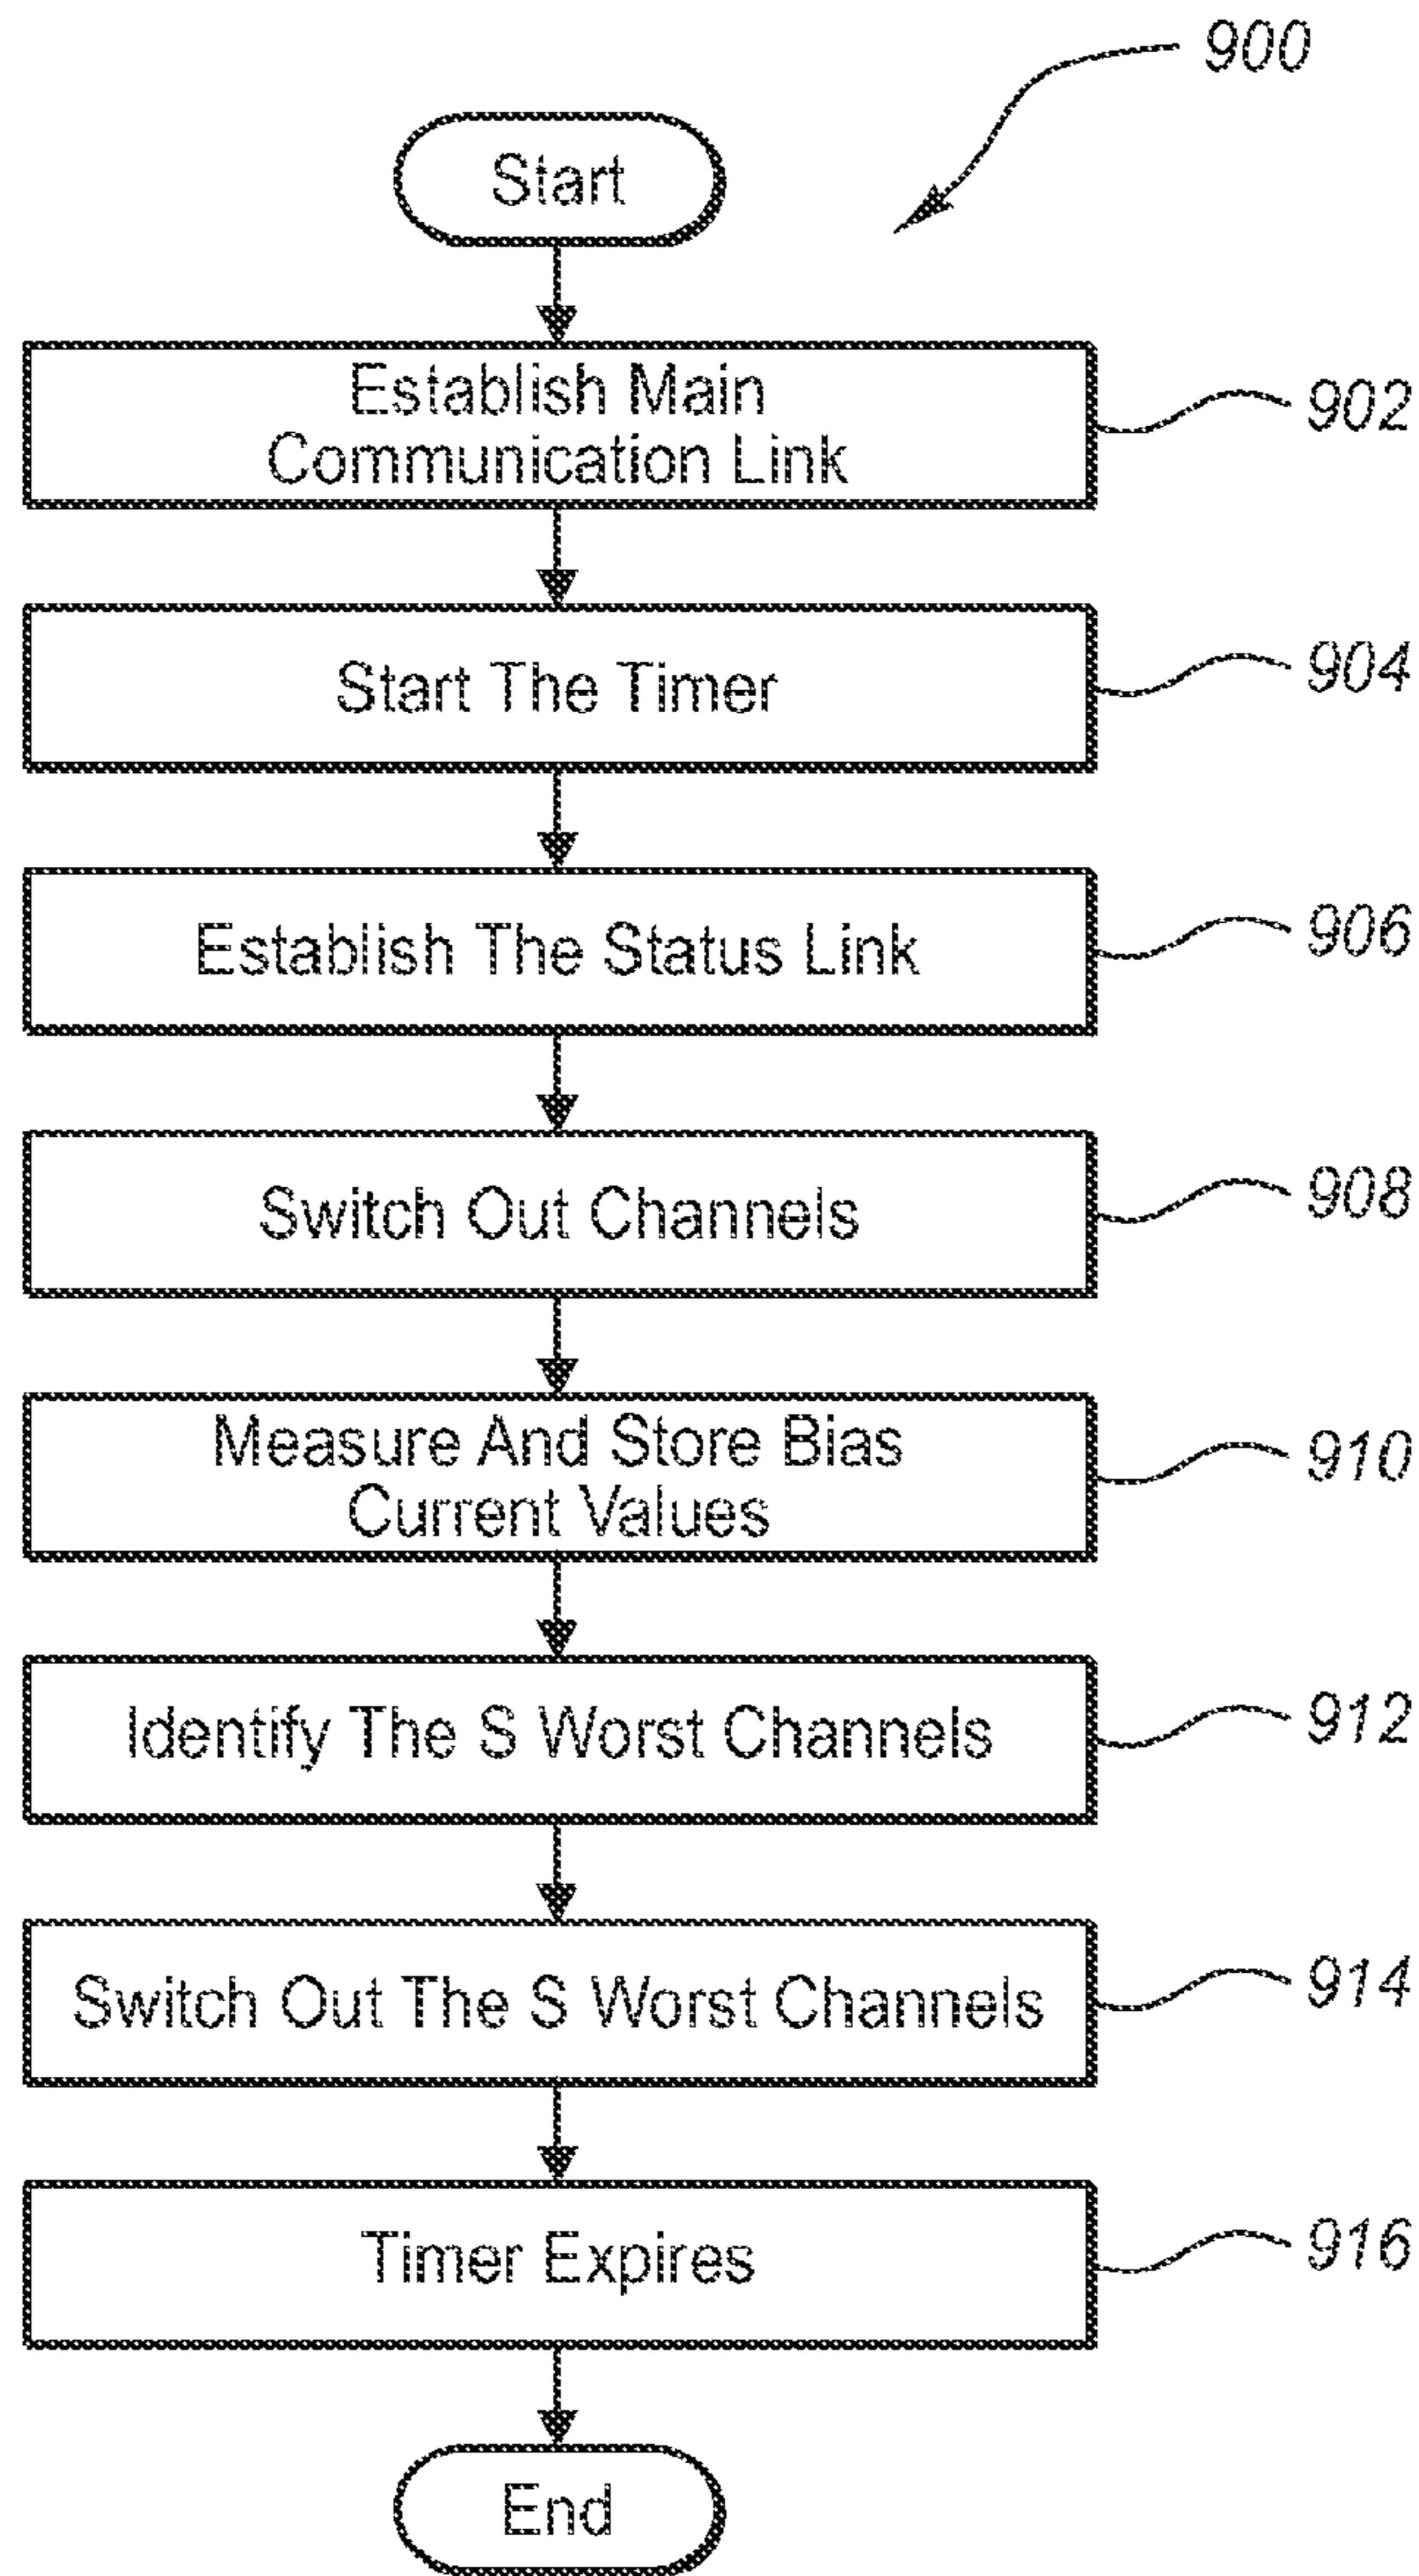 900
Start
Establish Main
Communication Link
902
Start The Timer
904
Establish The Status Link
906
Switch Out Channels
908
Measure And Store Bias
Current Values
910
Identify The S Worst Channels
912
Switch Out The S Worst Channels
914
Timer Expires
916
End